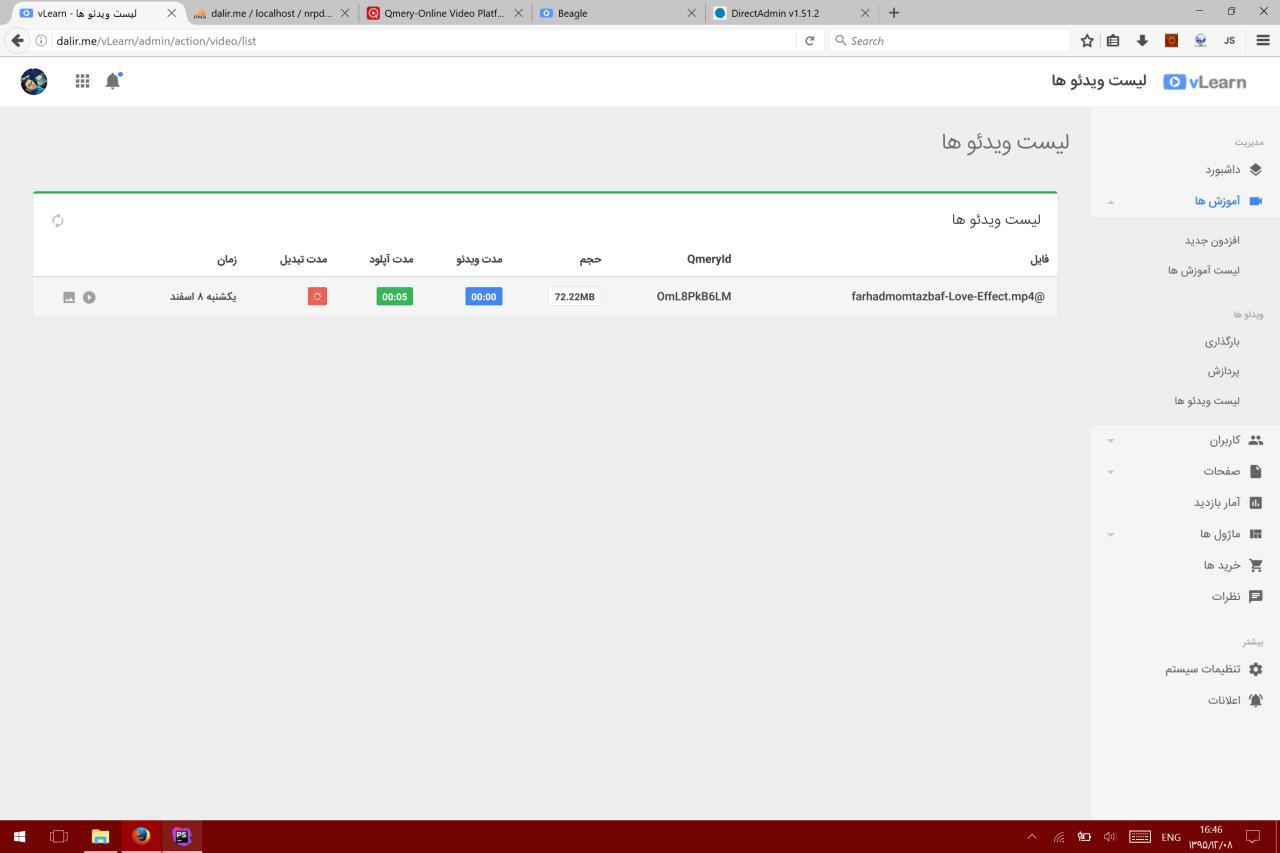 vLearn - لیست ویدئو ها
dalir.me / localhost / nrpd...
Qmery-Online Video Platf...
Beagle
DirectAdmin v1.51.2
dalir.me/vLearn/admin/action/video/list
Search
JS
vLearn
لیست ویدئو ها
مدیریت
داشبورد
آموزش ها
افزدون جدید
لیست آموزش ها
ویدئو ها
بارگذاری
پردازش
لیست ویدئو ها
کاربران
صفحات
آمار بازدید
ماژول ها
خرید ها
نظرات
بیشتر
تنظیمات سیستم
اعلانات
لیست ویدئو ها
لیست ویدئو ها
فایل QmeryId حجم مدت ویدئو مدت آپلود مدت تبدیل زمان
@farhadmomtazbaf-Love-Effect.mp4 OmL8PkB6LM 72.22MB 00:00 00:05 یکشنبه ۸ اسفند
PS
ENG
16:46
۱۳۹۵/۱۲/۰۸